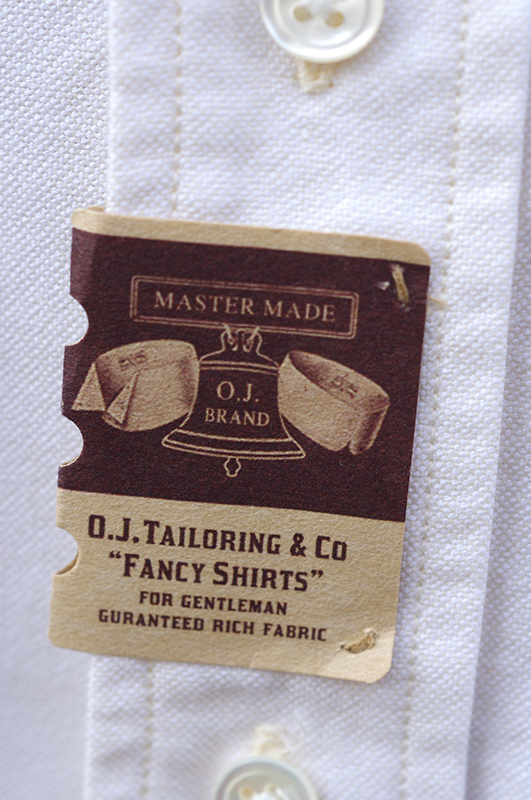 MASTER MADE
O.J.
BRAND
O.J. TAILORING & CO
"FANCY SHIRTS"
FOR GENTLEMAN
GURANTEED RICH FABRIC